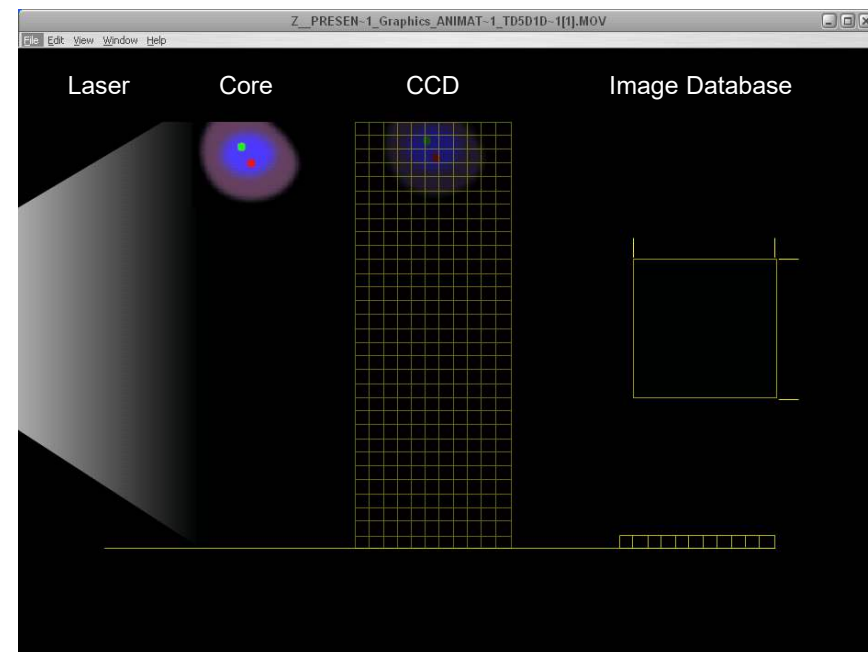 Z__PRESEN~1_Graphics_ANIMAT~1_TD5D1D~1[1].MOV
File Edit View Window Help
Laser Core CCD Image Database